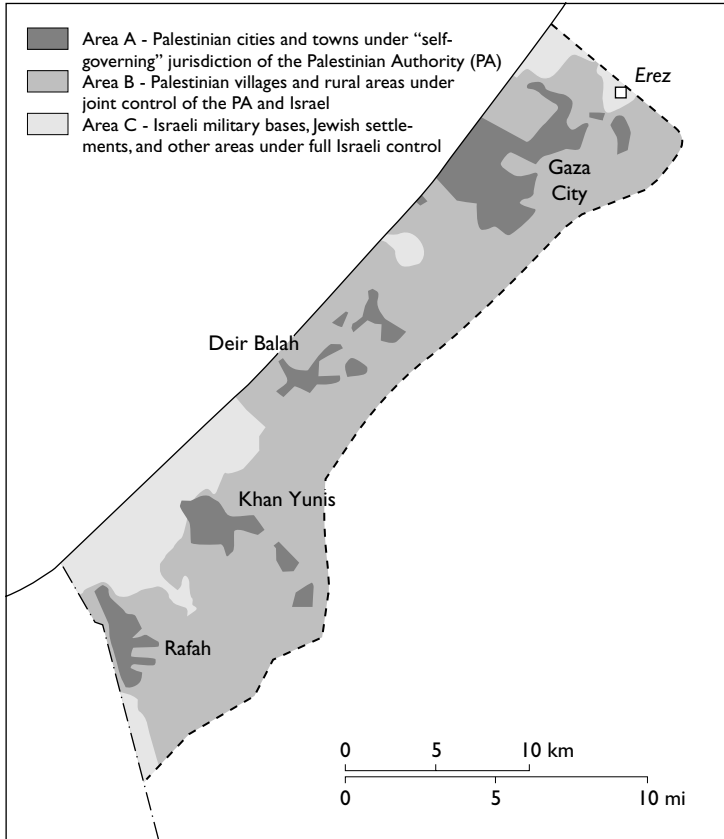 Area A - Palestinian cities and towns under “self-
governing” jurisdiction of the Palestinian Authority (PA)
Area B - Palestinian villages and rural areas under
joint control of the PA and Israel
Area C - Israeli military bases, Jewish settle-
ments, and other areas under full Israeli control
Erez
Gaza
City
Deir Balah
Khan Yunis
Rafah
0 5 10 km
0 5 10 mi